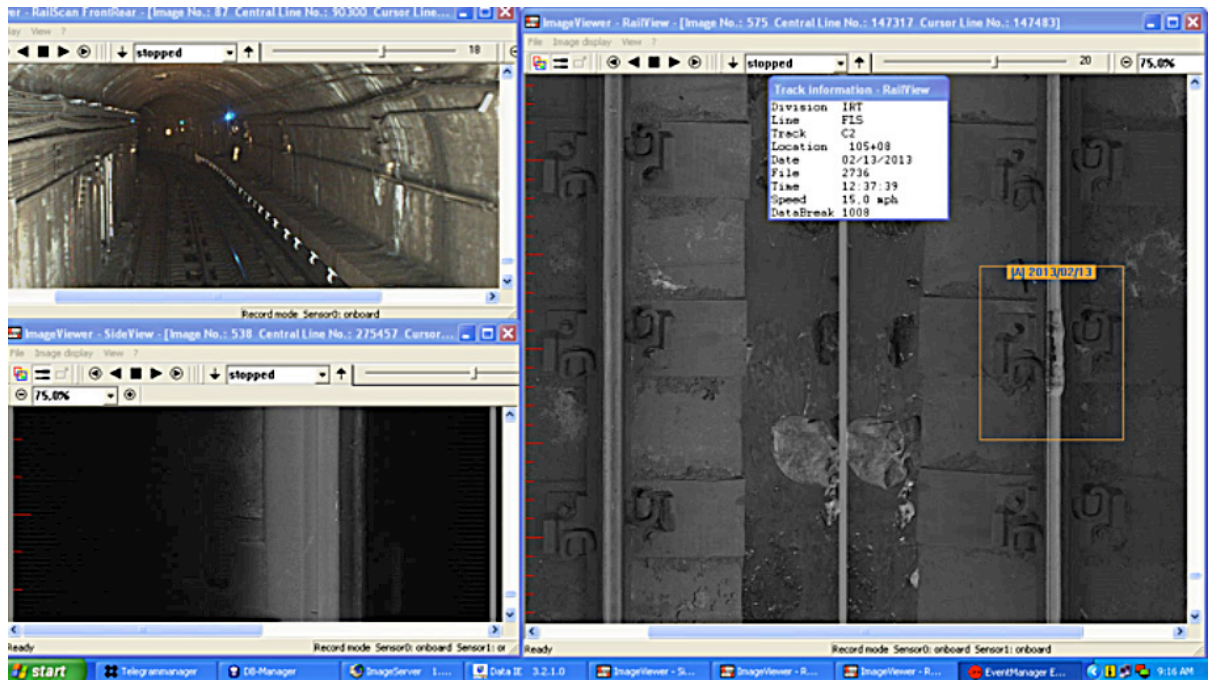 er - RailScan FrontRear - [Image No.: 87 Central Line No.: 90300 Cursor Line...
lay View ?
stopped
18
Record mode Sensor0: onboard
ImageViewer - SideView - [Image No.: 538 Central Line No.: 275457 Cursor...
File Image display View ?
stopped
75,0%
Ready
Record mode Sensor0: onboard Sensor1: or
ImageViewer - RailView - [Image No.: 575 Central Line No.: 147317 Cursor Line No.: 147483]
File Image display View ?
stopped
20
75,0%
Track information - RailView
Division IRT
Line FLS
Track C2
Location 105+08
Date 02/13/2013
File 2736
Time 12:37:39
Speed 15,0 mph
DataBreak 1008
[A] 2013/02/13
Ready
Record mode Sensor0: onboard Sensor1: onboard
start
Telegrammanager
DB-Manager
ImageServer 1....
Data IE 3.2.1.0
ImageViewer - Si...
ImageViewer - R...
ImageViewer - R...
EventManager E...
9:16 AM